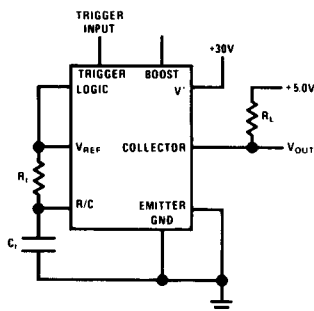 TRIGGER
INPUT
+30V
TRIGGER BOOST
LOGIC V+
+5.0V
RL
VREF COLLECTOR VOUT
Rt
R/C EMITTER
GND
Ct